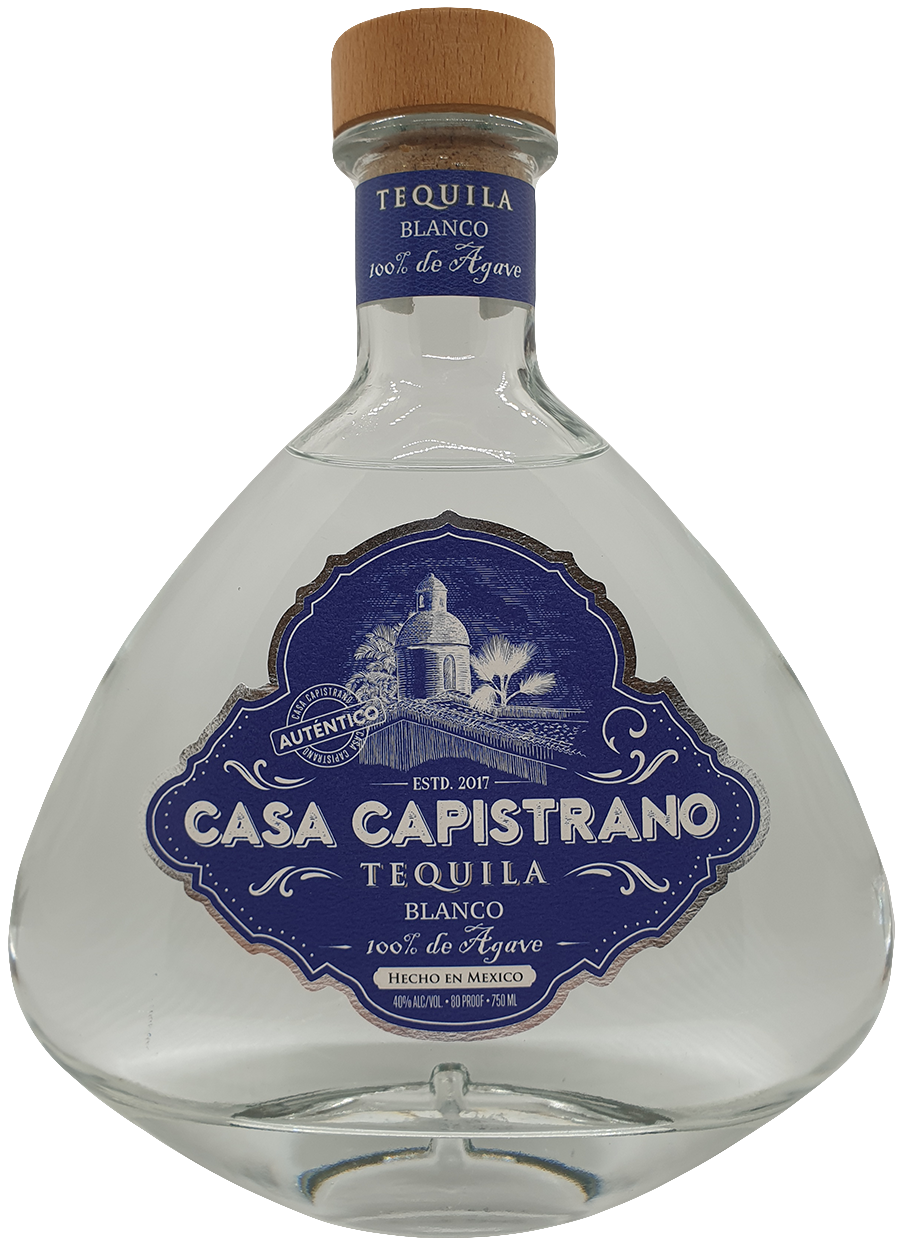 TEQUILA
BLANCO
100% de Agave
CASA CAPISTRANO
AUTÉNTICO
CASA CAPISTRANO
ESTD. 2017
CASA CAPISTRANO
TEQUILA
BLANCO
100% de Agave
HECHO EN MEXICO
40% ALC/VOL. • 80 PROOF • 750 ML